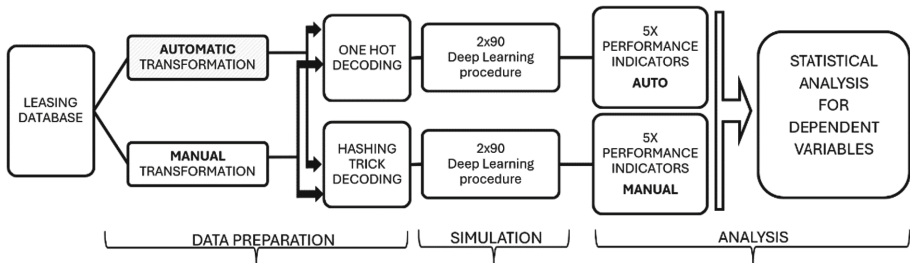 LEASING
DATABASE
AUTOMATIC
TRANSFORMATION
MANUAL
TRANSFORMATION
ONE HOT
DECODING
HASHING
TRICK
DECODING
2x90
Deep Learning
procedure
2x90
Deep Learning
procedure
5X
PERFORMANCE
INDICATORS
AUTO
5X
PERFORMANCE
INDICATORS
MANUAL
STATISTICAL
ANALYSIS
FOR
DEPENDENT
VARIABLES
DATA PREPARATION
SIMULATION
ANALYSIS